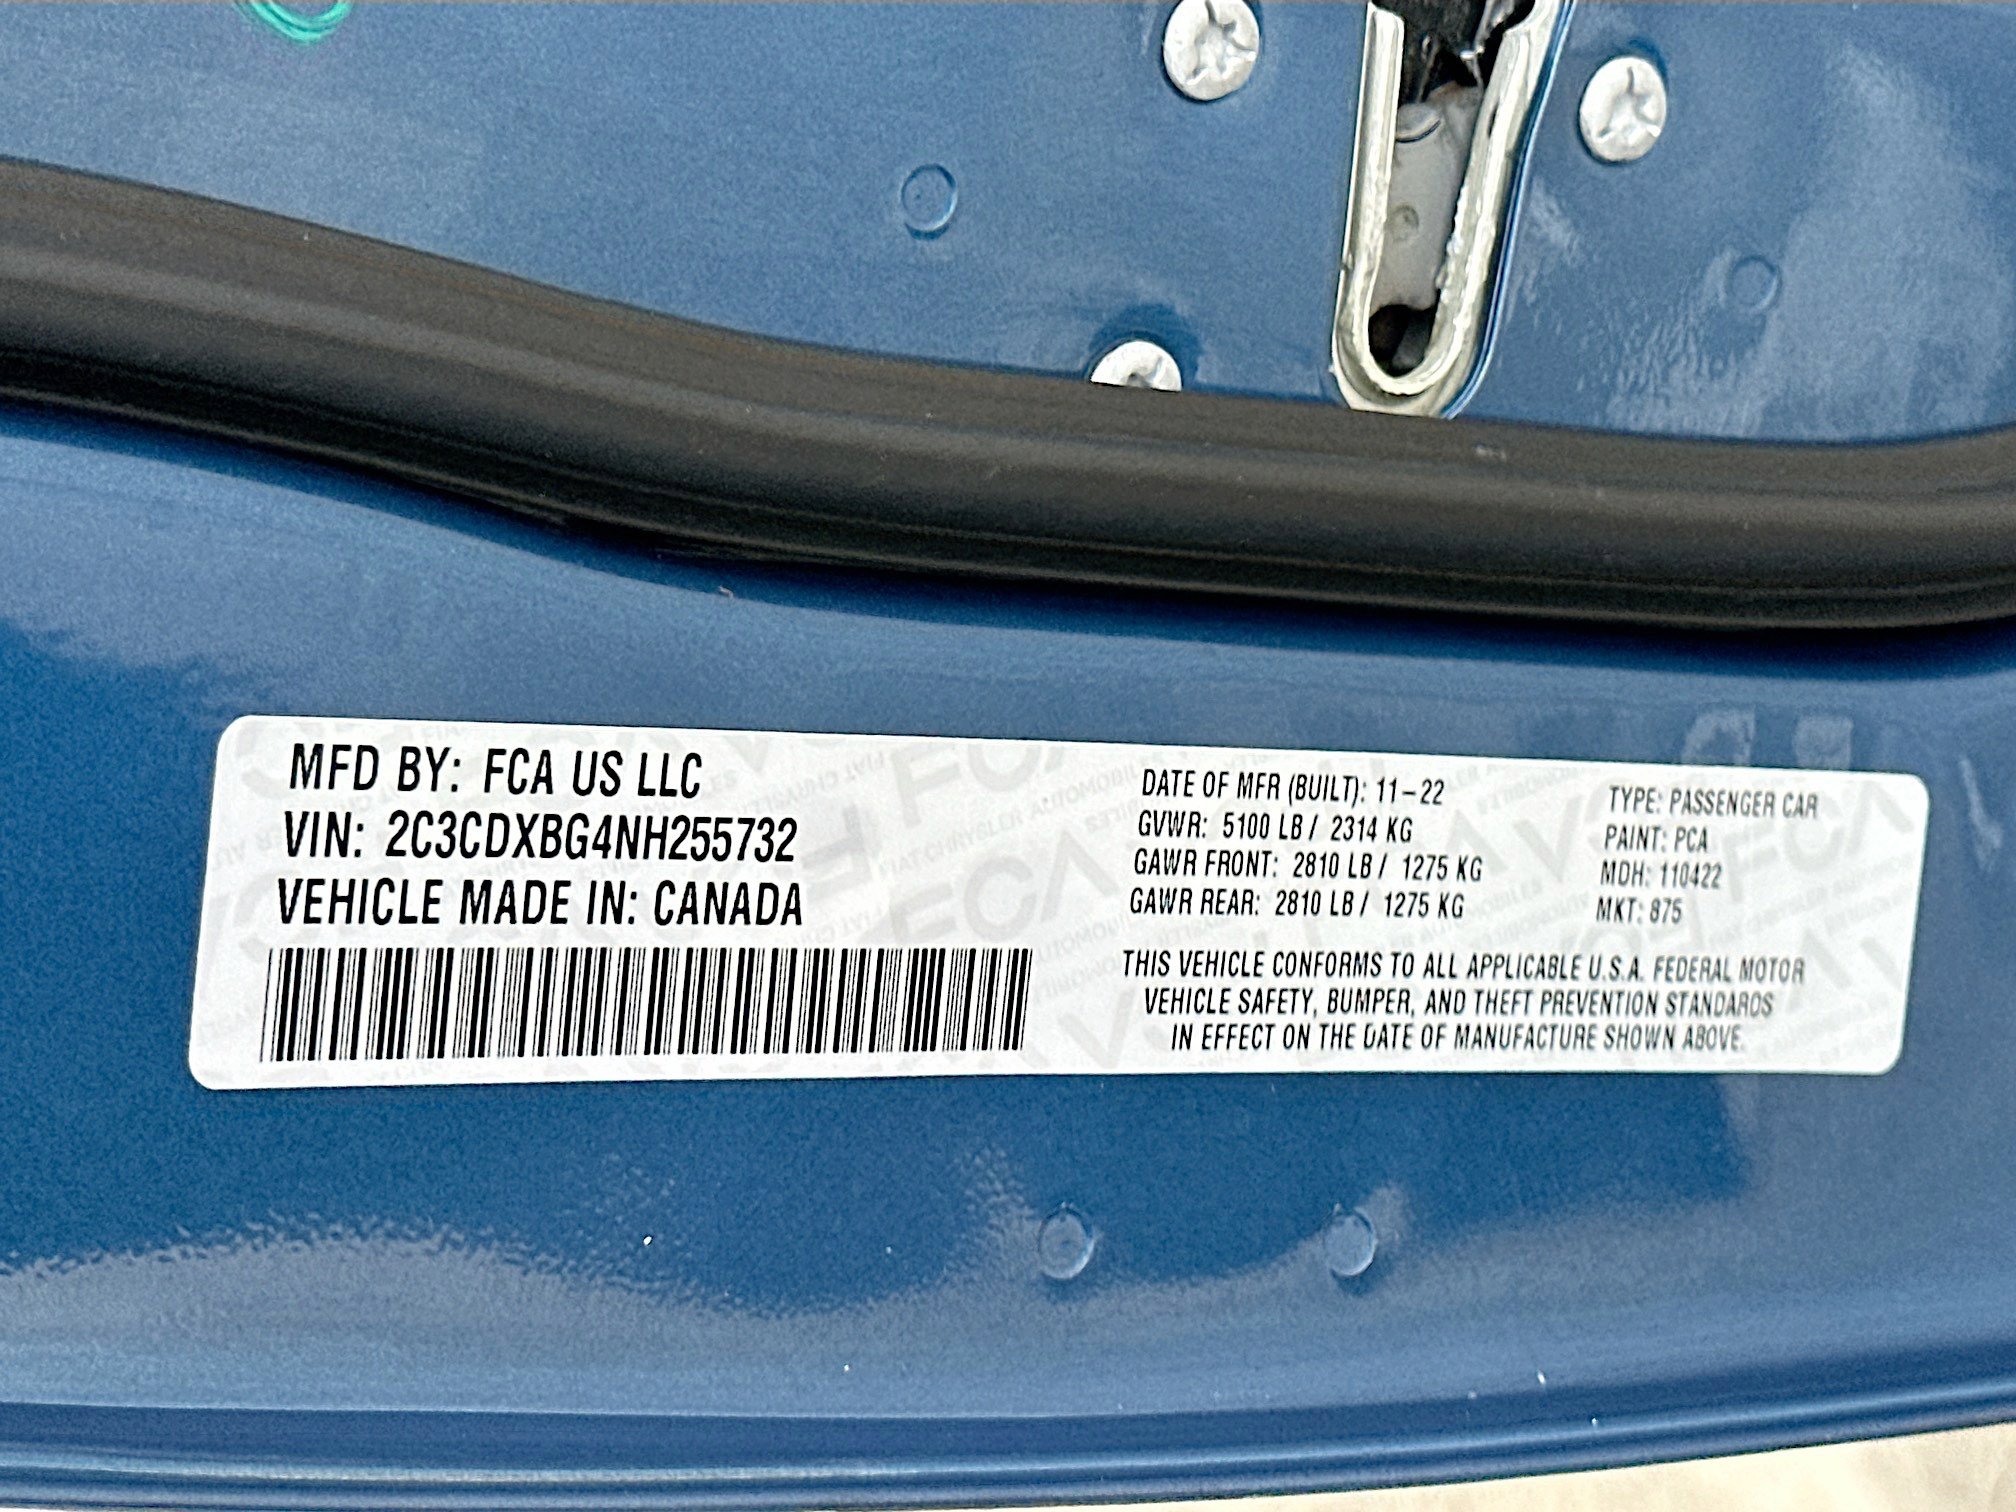 MFD BY: FCA US LLC
VIN: 2C3CDXBG4NH255732
VEHICLE MADE IN: CANADA
DATE OF MFR (BUILT): 11-22
GVWR: 5100 LB / 2314 KG
GAWR FRONT: 2810 LB / 1275 KG
GAWR REAR: 2810 LB / 1275 KG
TYPE: PASSENGER CAR
PAINT: PCA
MDH: 110422
MKT: 875
THIS VEHICLE CONFORMS TO ALL APPLICABLE U.S.A. FEDERAL MOTOR
VEHICLE SAFETY, BUMPER, AND THEFT PREVENTION STANDARDS
IN EFFECT ON THE DATE OF MANUFACTURE SHOWN ABOVE.